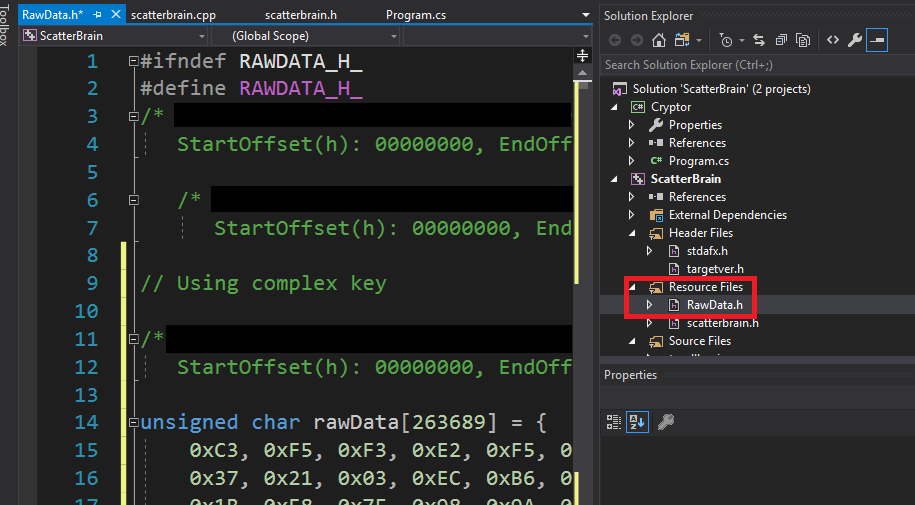 Toolbox
RawData.h* scatterbrain.cpp scatterbrain.h Program.cs
ScatterBrain (Global Scope)
1 #ifndef RAWDATA_H_
2 #define RAWDATA_H_
3 /*
4 StartOffset(h): 00000000, EndOff
5
6 /*
7 StartOffset(h): 00000000, End
8
9 // Using complex key
10
11 /*
12 StartOffset(h): 00000000, EndOff
13
14 unsigned char rawData[263689] = {
15 0xC3, 0xF5, 0xF3, 0xE2, 0xF5, 0
16 0x37, 0x21, 0x03, 0xEC, 0xB6, 0
17
Solution Explorer
Search Solution Explorer (Ctrl+;)
Solution 'ScatterBrain' (2 projects)
C# Cryptor
Properties
References
C# Program.cs
ScatterBrain
References
External Dependencies
Header Files
stdafx.h
targetver.h
Resource Files
RawData.h
scatterbrain.h
Source Files
Properties